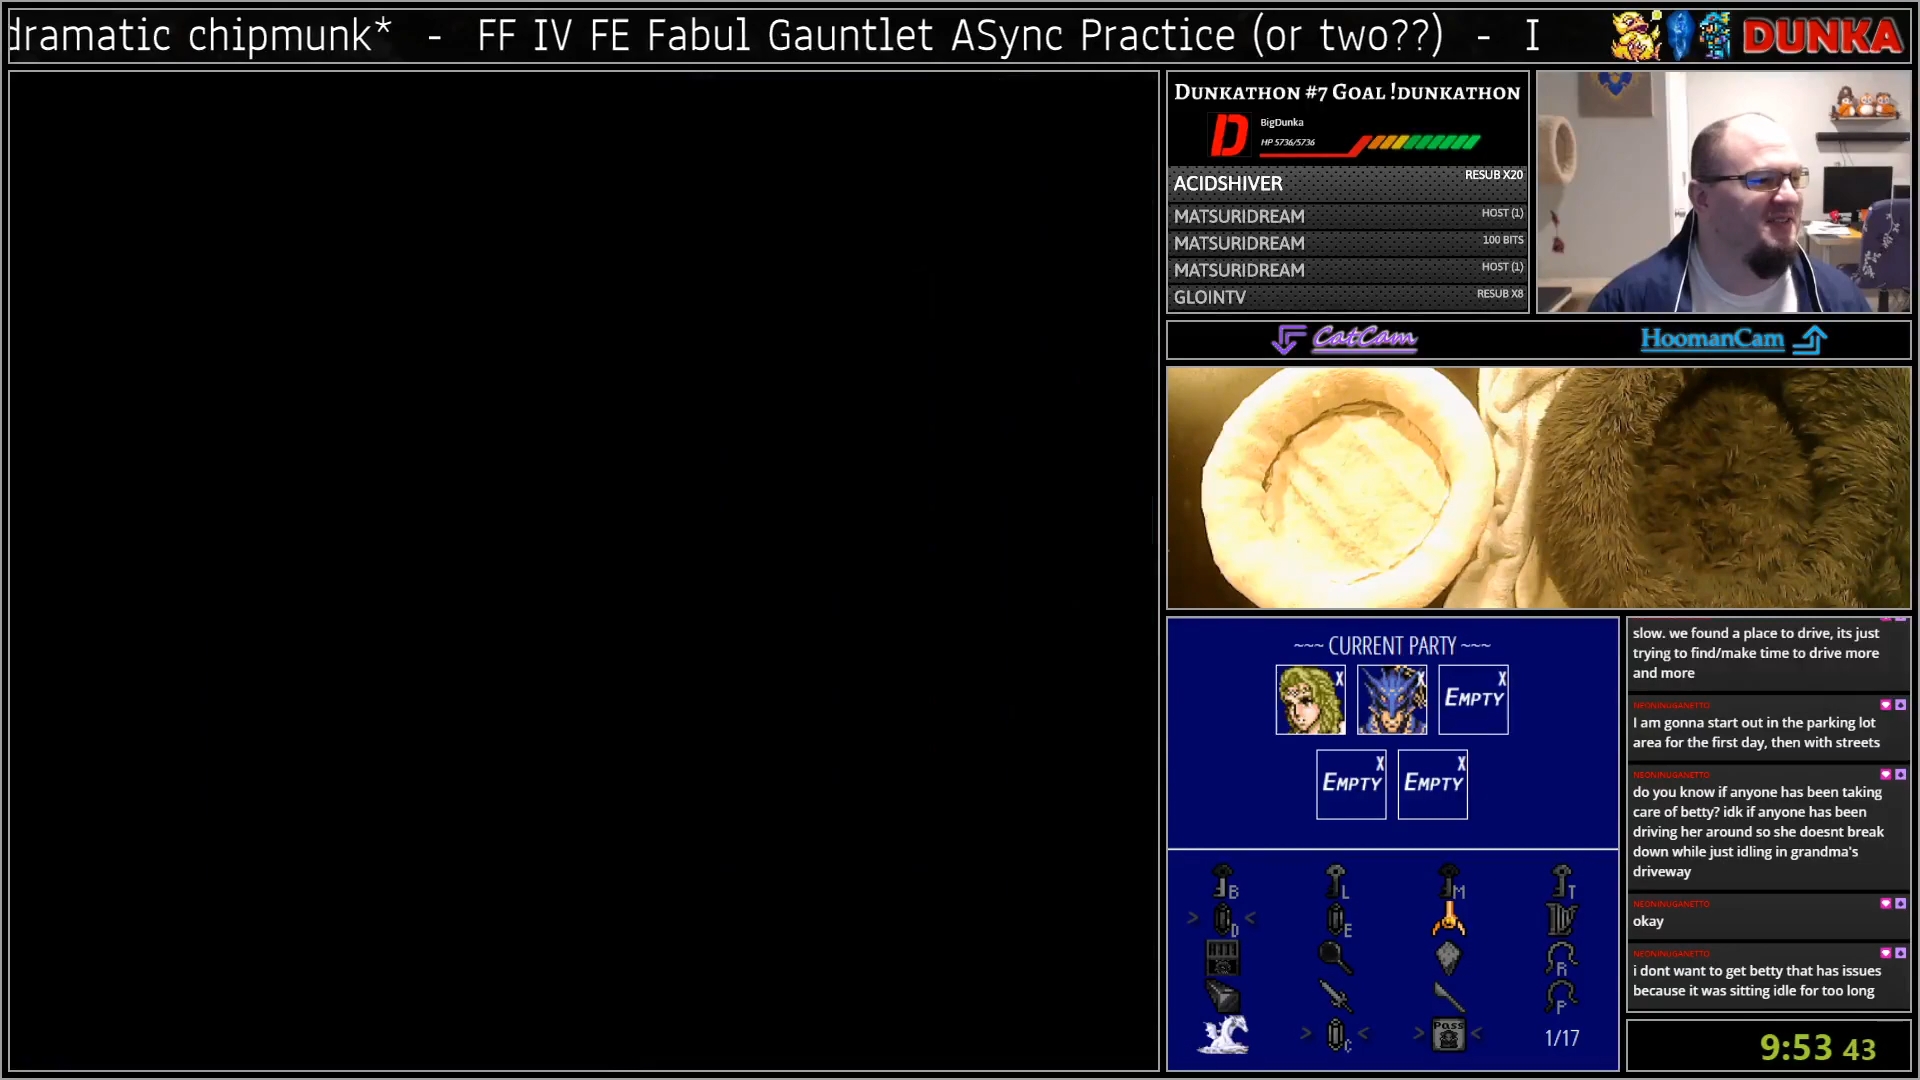 dramatic chipmunk* - FF IV FE Fabul Gauntlet ASync Practice (or two??) - I
DUNKA
DUNKATHON #7 GOAL !DUNKATHON
D
BigDunka
HP 5736/5736
ACIDSHIVER RESUB X20
MATSURIDREAM HOST (1)
MATSURIDREAM 100 BITS
MATSURIDREAM HOST (1)
GLOINTV RESUB X8
CatCam
HoomanCam
~~~ CURRENT PARTY ~~~
X X X
EMPTY
X X
EMPTY EMPTY
B L M T
> D < E
R
P
> C < > PASS < 1/17
slow. we found a place to drive, its just
trying to find/make time to drive more
and more
NEONINUGANETTO
I am gonna start out in the parking lot
area for the first day, then with streets
NEONINUGANETTO
do you know if anyone has been taking
care of betty? idk if anyone has been
driving her around so she doesnt break
down while just idling in grandma's
driveway
NEONINUGANETTO
okay
NEONINUGANETTO
i dont want to get betty that has issues
because it was sitting idle for too long
9:53 43